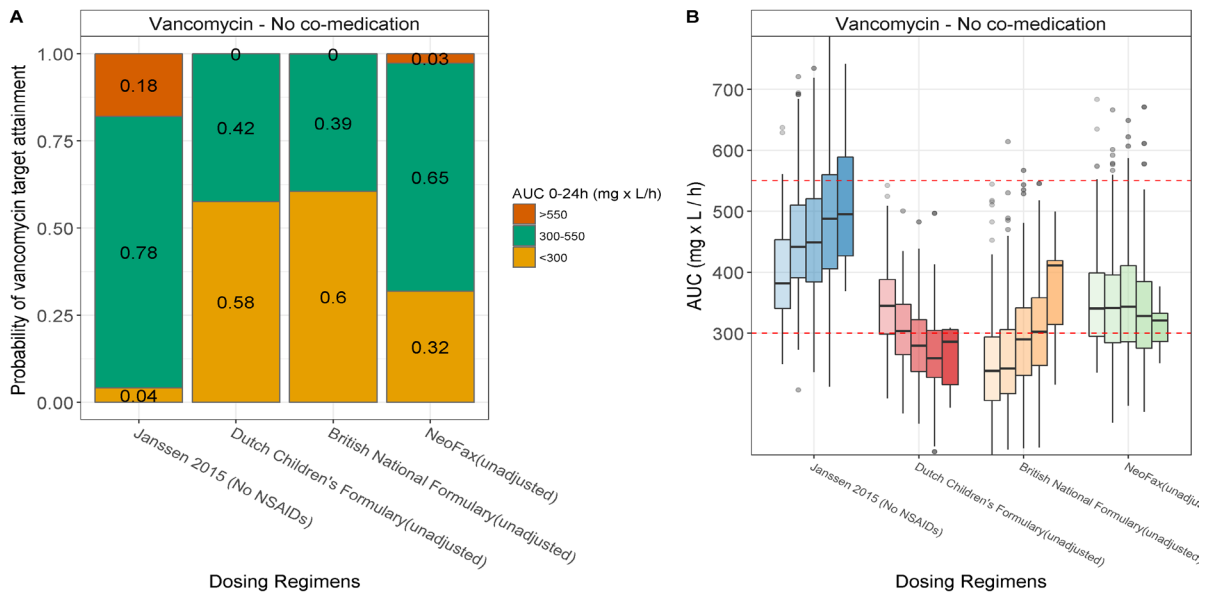 A
Vancomycin - No co-medication
Probability of vancomycin target attainment
1.00
0.75
0.50
0.25
0.00
0.18
0.78
0.04
0
0.42
0.58
0
0.39
0.6
0.03
0.65
0.32
Janssen 2015 (No NSAIDs)
Dutch Children's Formulary(unadjusted)
British National Formulary(unadjusted)
NeoFax(unadjusted)
Dosing Regimens
AUC 0-24h (mg x L/h)
>550
300-550
<300
B
Vancomycin - No co-medication
AUC (mg x L / h)
700
600
500
400
300
Janssen 2015 (No NSAIDs)
Dutch Children's Formulary(unadjusted)
British National Formulary(unadjusted)
NeoFax(unadju
Dosing Regimens